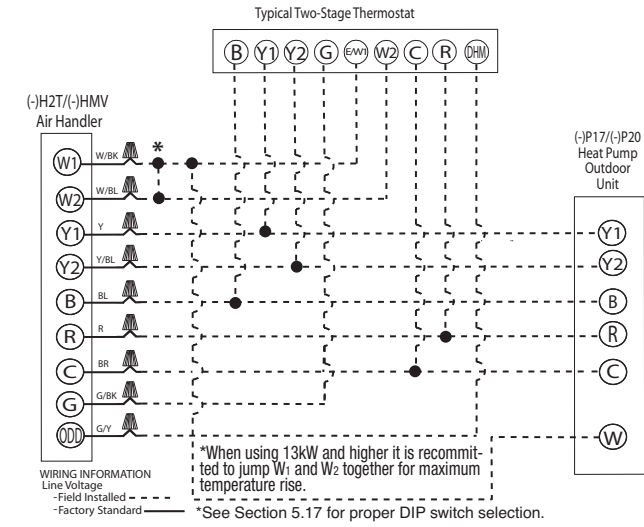 Typical Two-Stage Thermostat
B Y1 Y2 G E/W1 W2 C R DHM
(-)H2T/(-)HMV
Air Handler
(-)P17/(-)P20
Heat Pump
Outdoor
Unit
*
W1 W/BK
W2 W/BL
Y1 Y Y1
Y2 Y/BL Y2
B BL B
R R R
C BR C
G G/BK
ODD G/Y W
*When using 13kW and higher it is recommit-
ted to jump W1 and W2 together for maximum
temperature rise.
WIRING INFORMATION
Line Voltage
-Field Installed
-Factory Standard
*See Section 5.17 for proper DIP switch selection.